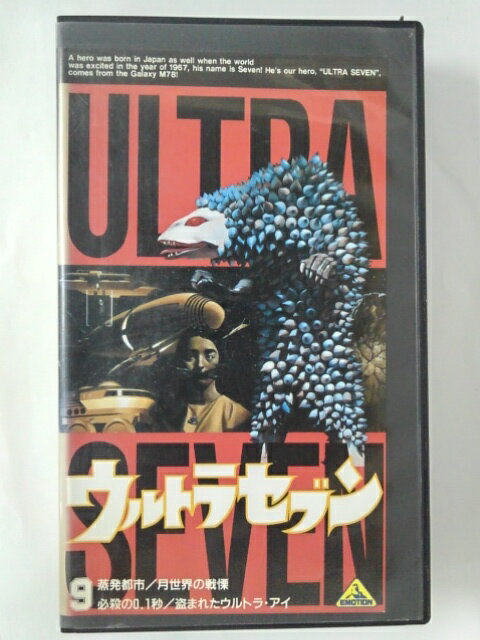 A hero was born in Japan as well when the world
was excited in the year of 1967, his name is Seven! He's our hero, "ULTRA SEVEN",
comes from the Galaxy M78!
ULTRA
SEVEN
ウルトラセブン
9 蒸発都市/月世界の戦慄
必殺の0.1秒/盗まれたウルトラ・アイ
EMOTION